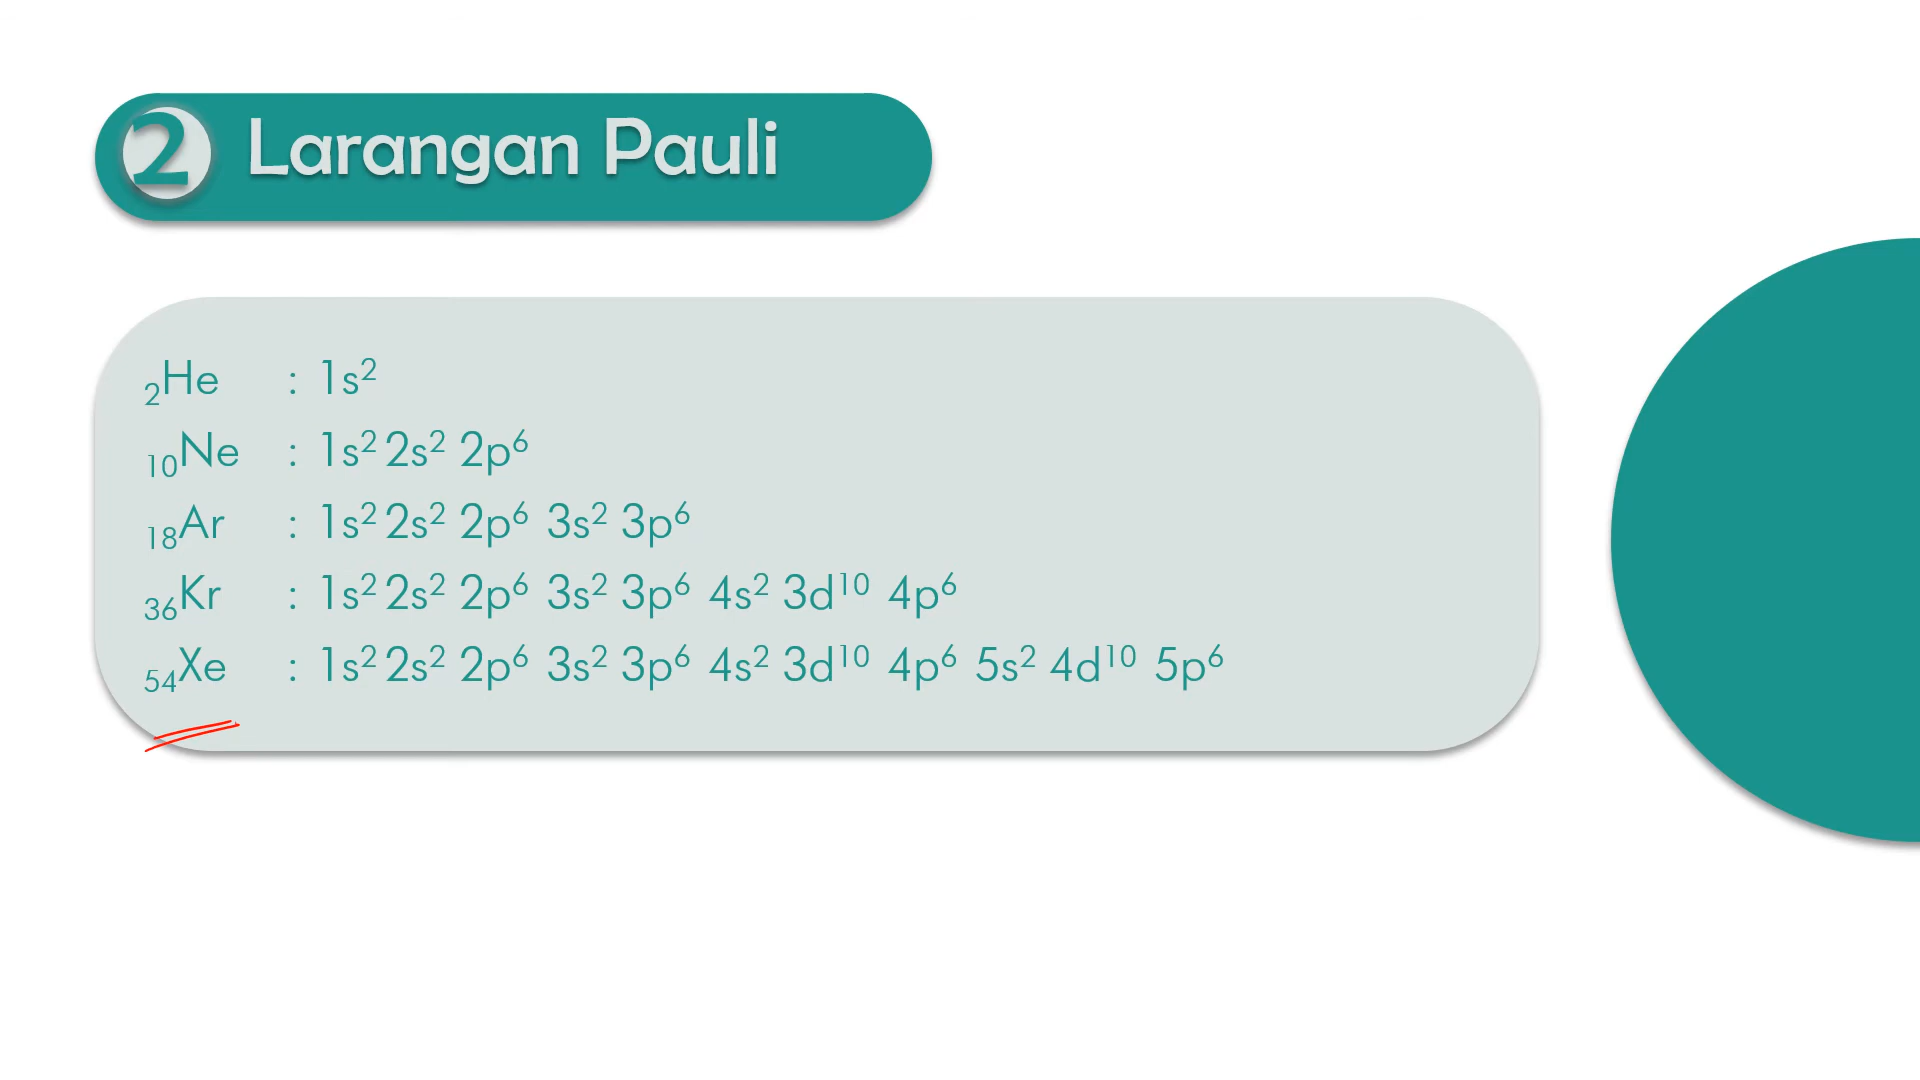 2 Larangan Pauli
₂He : 1s²
₁₀Ne : 1s² 2s² 2p⁶
₁₈Ar : 1s² 2s² 2p⁶ 3s² 3p⁶
₃₆Kr : 1s² 2s² 2p⁶ 3s² 3p⁶ 4s² 3d¹⁰ 4p⁶
₅₄Xe : 1s² 2s² 2p⁶ 3s² 3p⁶ 4s² 3d¹⁰ 4p⁶ 5s² 4d¹⁰ 5p⁶